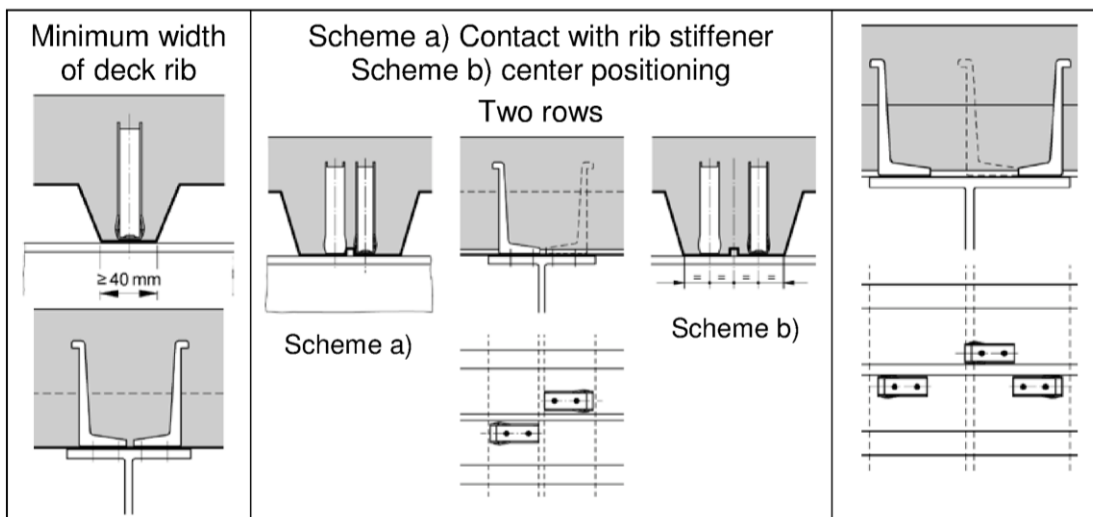 Minimum width
of deck rib
≥40 mm
Scheme a) Contact with rib stiffener
Scheme b) center positioning
Two rows
Scheme a)
= = = =
Scheme b)